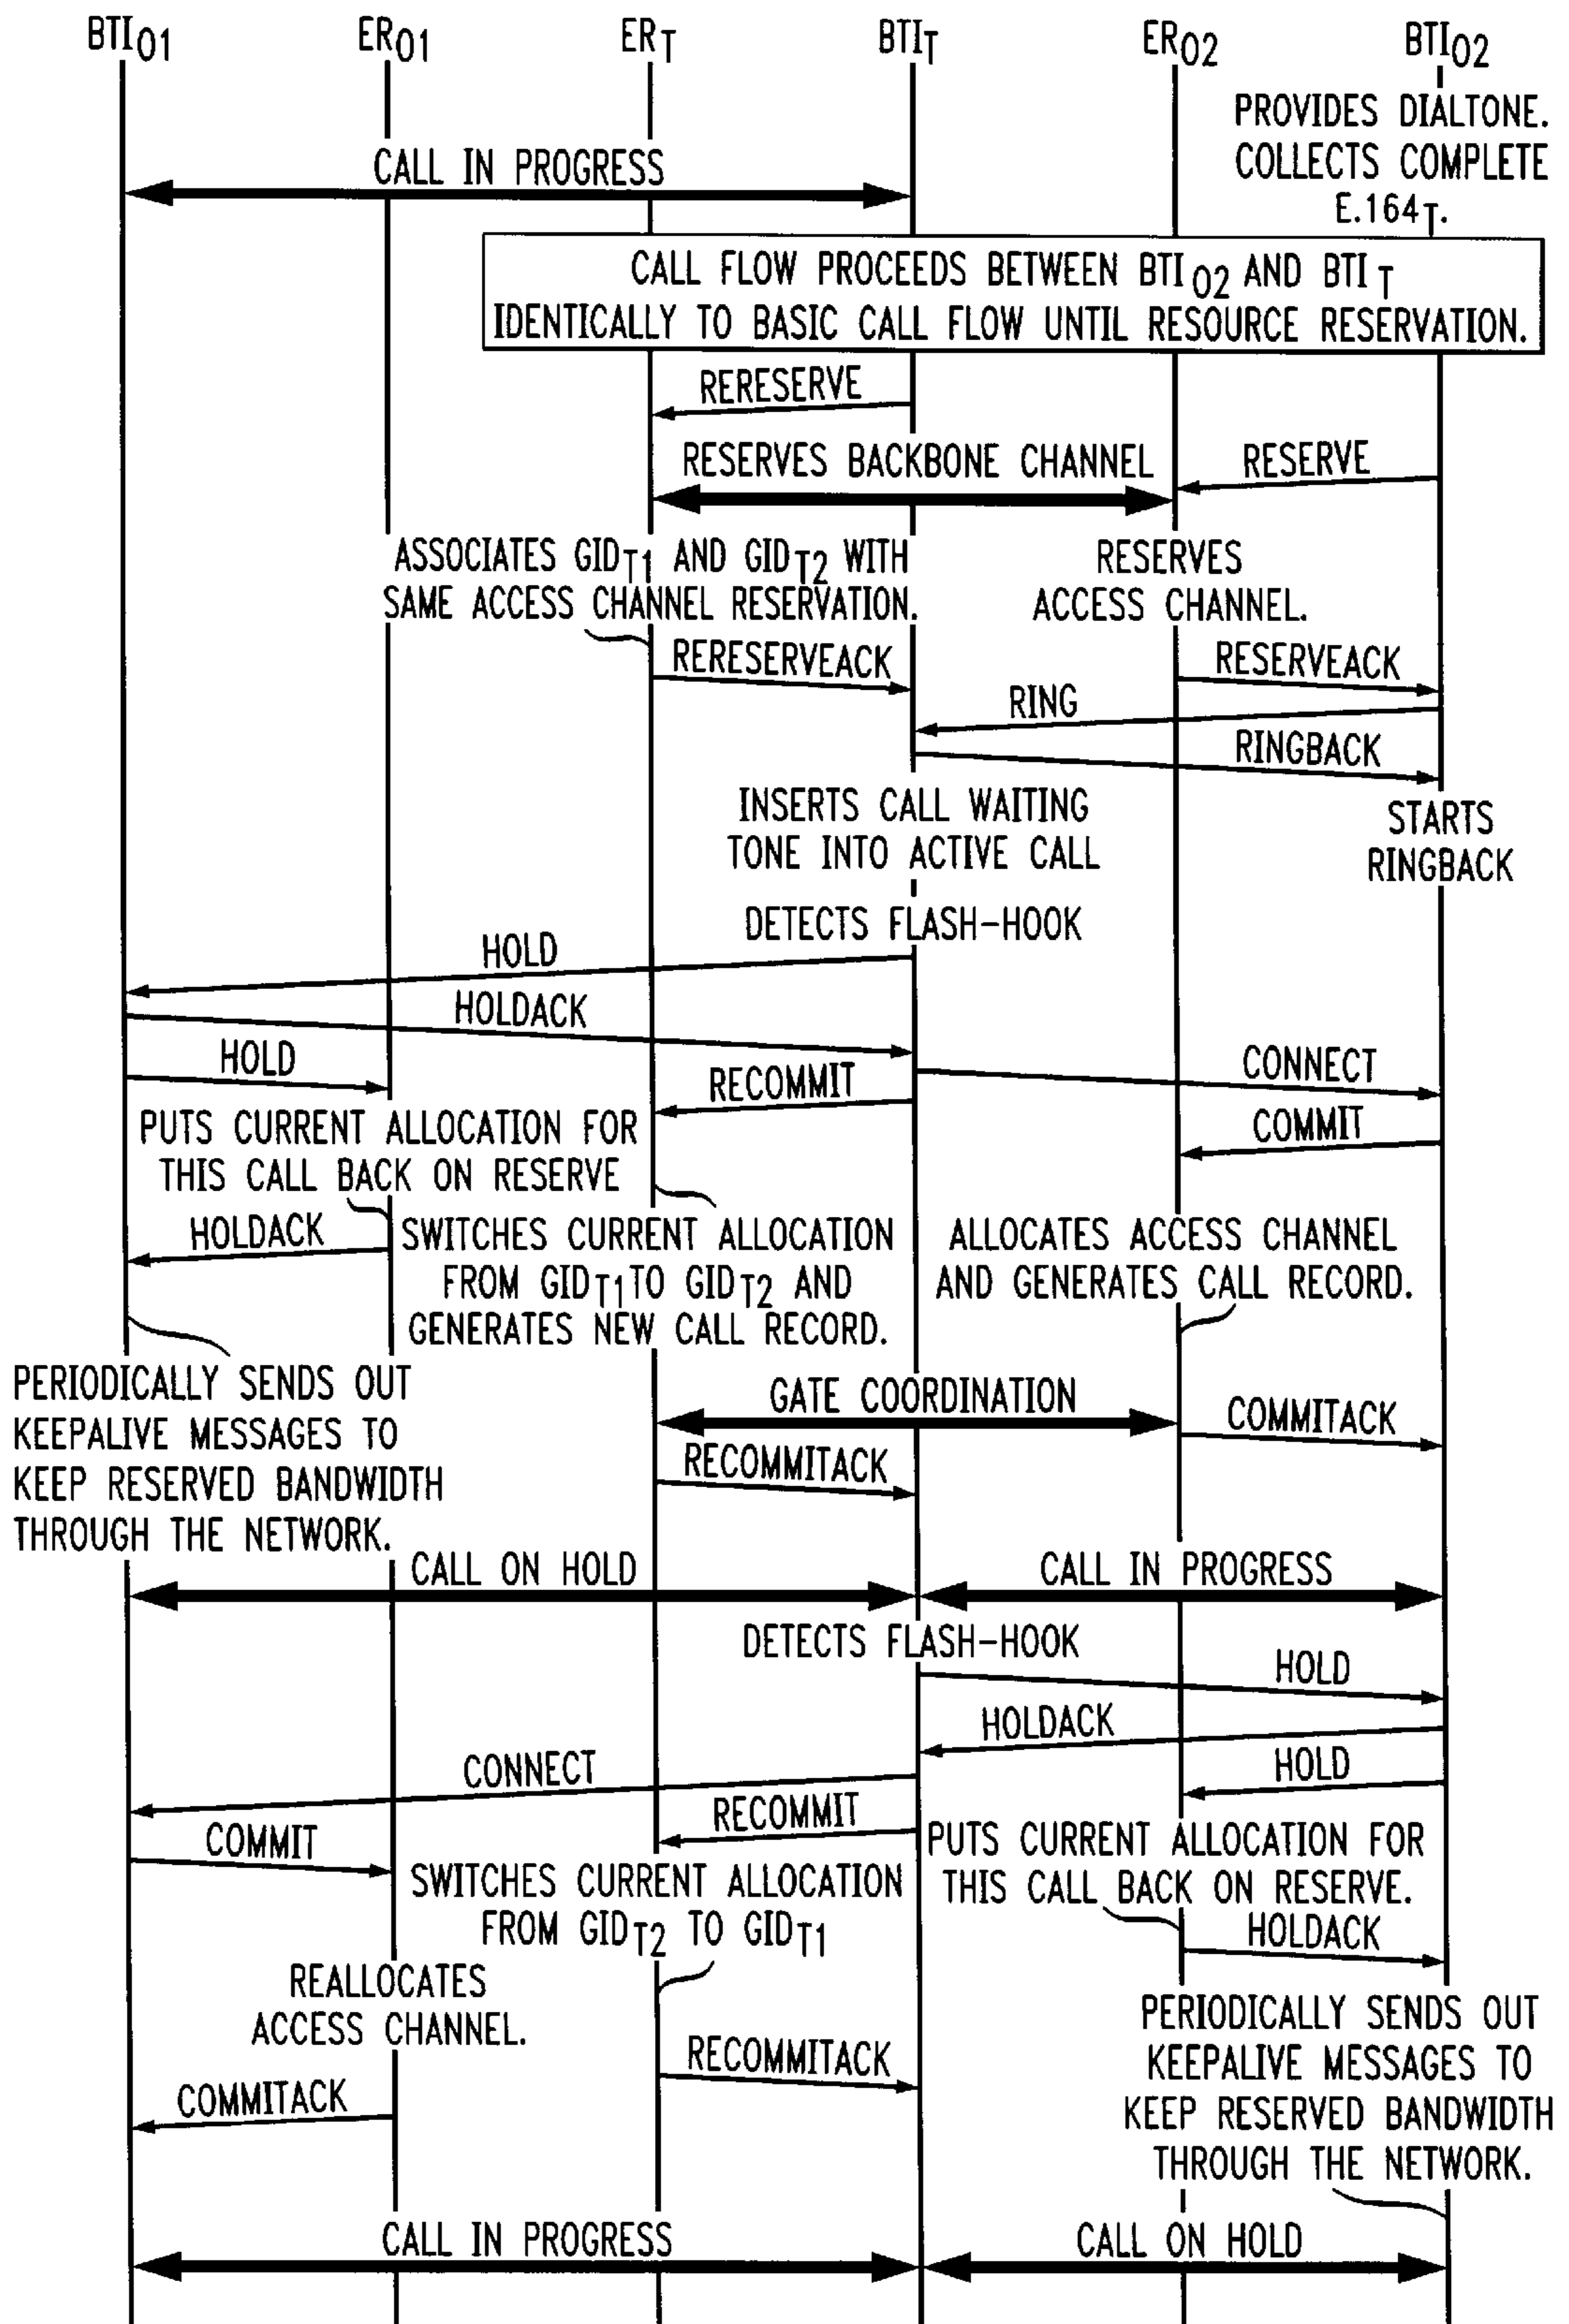 BTI01 ER01 ERT BTIT ER02 BTI02
PROVIDES DIALTONE.
COLLECTS COMPLETE
E.164T.
CALL IN PROGRESS
CALL FLOW PROCEEDS BETWEEN BTI02 AND BTIT
IDENTICALLY TO BASIC CALL FLOW UNTIL RESOURCE RESERVATION.
RERESERVE
RESERVES BACKBONE CHANNEL
RESERVE
ASSOCIATES GIDT1 AND GIDT2 WITH
SAME ACCESS CHANNEL RESERVATION.
RESERVES
ACCESS CHANNEL.
RERESERVEACK
RESERVEACK
RING
RINGBACK
INSERTS CALL WAITING
TONE INTO ACTIVE CALL
STARTS
RINGBACK
DETECTS FLASH-HOOK
HOLD
HOLDACK
HOLD
CONNECT
RECOMMIT
COMMIT
PUTS CURRENT ALLOCATION FOR
THIS CALL BACK ON RESERVE
HOLDACK
SWITCHES CURRENT ALLOCATION
FROM GIDT1 TO GIDT2 AND
GENERATES NEW CALL RECORD.
ALLOCATES ACCESS CHANNEL
AND GENERATES CALL RECORD.
PERIODICALLY SENDS OUT
KEEPALIVE MESSAGES TO
KEEP RESERVED BANDWIDTH
THROUGH THE NETWORK.
GATE COORDINATION
COMMITACK
RECOMMITACK
CALL ON HOLD
CALL IN PROGRESS
DETECTS FLASH-HOOK
HOLD
HOLDACK
HOLD
CONNECT
RECOMMIT
COMMIT
PUTS CURRENT ALLOCATION FOR
THIS CALL BACK ON RESERVE.
SWITCHES CURRENT ALLOCATION
FROM GIDT2 TO GIDT1
HOLDACK
REALLOCATES
ACCESS CHANNEL.
PERIODICALLY SENDS OUT
KEEPALIVE MESSAGES TO
KEEP RESERVED BANDWIDTH
THROUGH THE NETWORK.
RECOMMITACK
COMMITACK
CALL IN PROGRESS
CALL ON HOLD